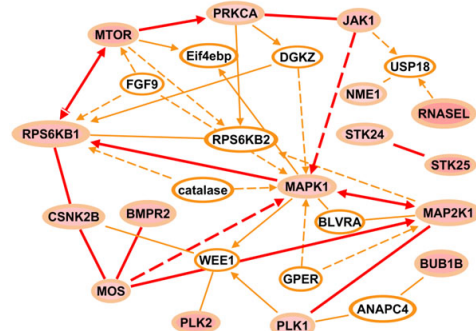 PRKCA
JAK1
MTOR
Eif4ebp
DGKZ
USP18
FGF9
NME1
RNASEL
RPS6KB1
RPS6KB2
STK24
STK25
catalase
MAPK1
CSNK2B
BMPR2
BLVRA
MAP2K1
WEE1
GPER
BUB1B
MOS
ANAPC4
PLK2
PLK1